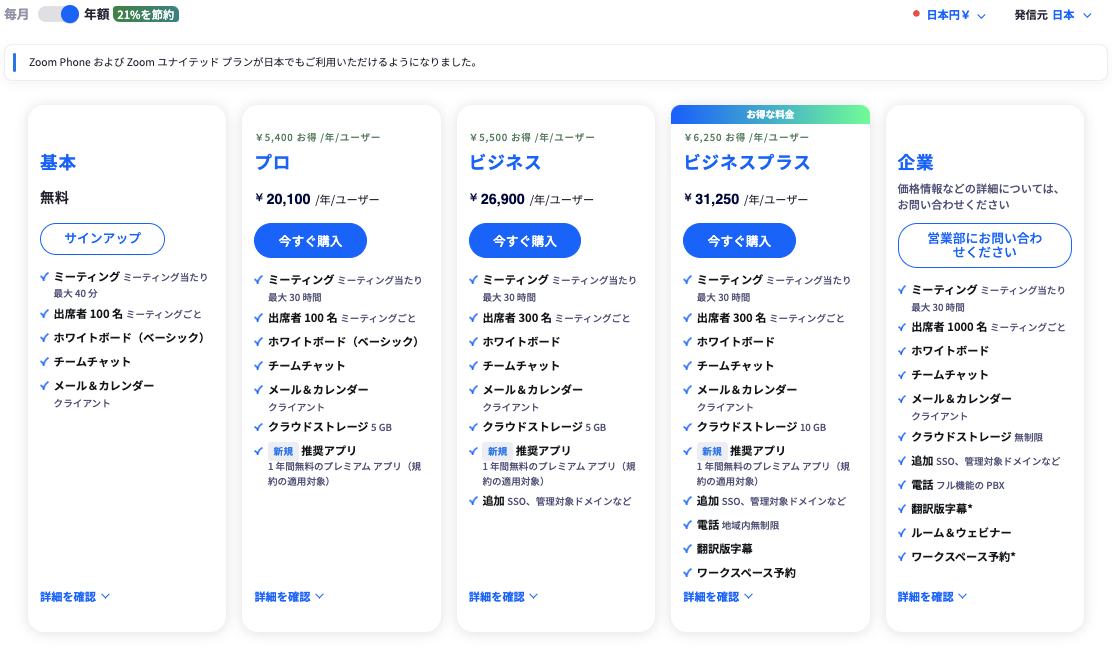 毎月 年額 21%を節約
日本円￥ 発信元 日本
Zoom Phone および Zoom ユナイテッド プランが日本でもご利用いただけるようになりました。
基本
無料
サインアップ
ミーティング ミーティング当たり
最大 40 分
出席者 100 名 ミーティングごと
ホワイトボード（ベーシック）
チームチャット
メール＆カレンダー
クライアント
詳細を確認
￥5,400 お得 /年/ユーザー
プロ
￥20,100 /年/ユーザー
今すぐ購入
ミーティング ミーティング当たり
最大 30 時間
出席者 100 名 ミーティングごと
ホワイトボード（ベーシック）
チームチャット
メール＆カレンダー
クライアント
クラウドストレージ 5 GB
新規 推奨アプリ
1 年間無料のプレミアム アプリ（規
約の適用対象）
詳細を確認
￥5,500 お得 /年/ユーザー
ビジネス
￥26,900 /年/ユーザー
今すぐ購入
ミーティング ミーティング当たり
最大 30 時間
出席者 300 名 ミーティングごと
ホワイトボード
チームチャット
メール＆カレンダー
クライアント
クラウドストレージ 5 GB
新規 推奨アプリ
1 年間無料のプレミアム アプリ（規
約の適用対象）
追加 SSO、管理対象ドメインなど
詳細を確認
お得な料金
￥6,250 お得 /年/ユーザー
ビジネスプラス
￥31,250 /年/ユーザー
今すぐ購入
ミーティング ミーティング当たり
最大 30 時間
出席者 300 名 ミーティングごと
ホワイトボード
チームチャット
メール＆カレンダー
クライアント
クラウドストレージ 10 GB
新規 推奨アプリ
1 年間無料のプレミアム アプリ（規
約の適用対象）
追加 SSO、管理対象ドメインなど
電話 地域内無制限
翻訳版字幕
ワークスペース予約
詳細を確認
企業
価格情報などの詳細については、
お問い合わせください
営業部にお問い合わ
せください
ミーティング ミーティング当たり
最大 30 時間
出席者 1000 名 ミーティングごと
ホワイトボード
チームチャット
メール＆カレンダー
クライアント
クラウドストレージ 無制限
追加 SSO、管理対象ドメインなど
電話 フル機能の PBX
翻訳版字幕*
ルーム＆ウェビナー
ワークスペース予約*
詳細を確認